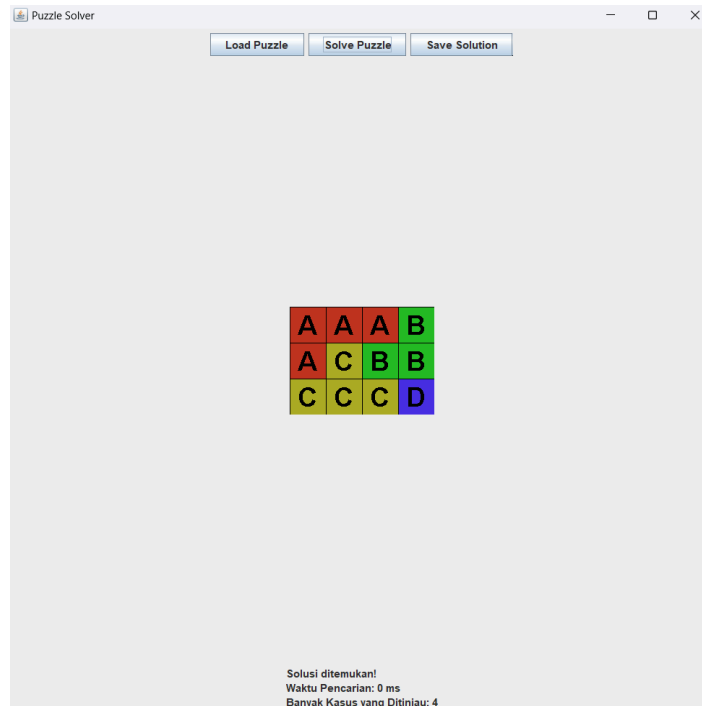 Puzzle Solver
Load Puzzle Solve Puzzle Save Solution
A A A B
A C B B
C C C D
Solusi ditemukan!
Waktu Pencarian: 0 ms
Banyak Kasus yang Ditinjau: 4